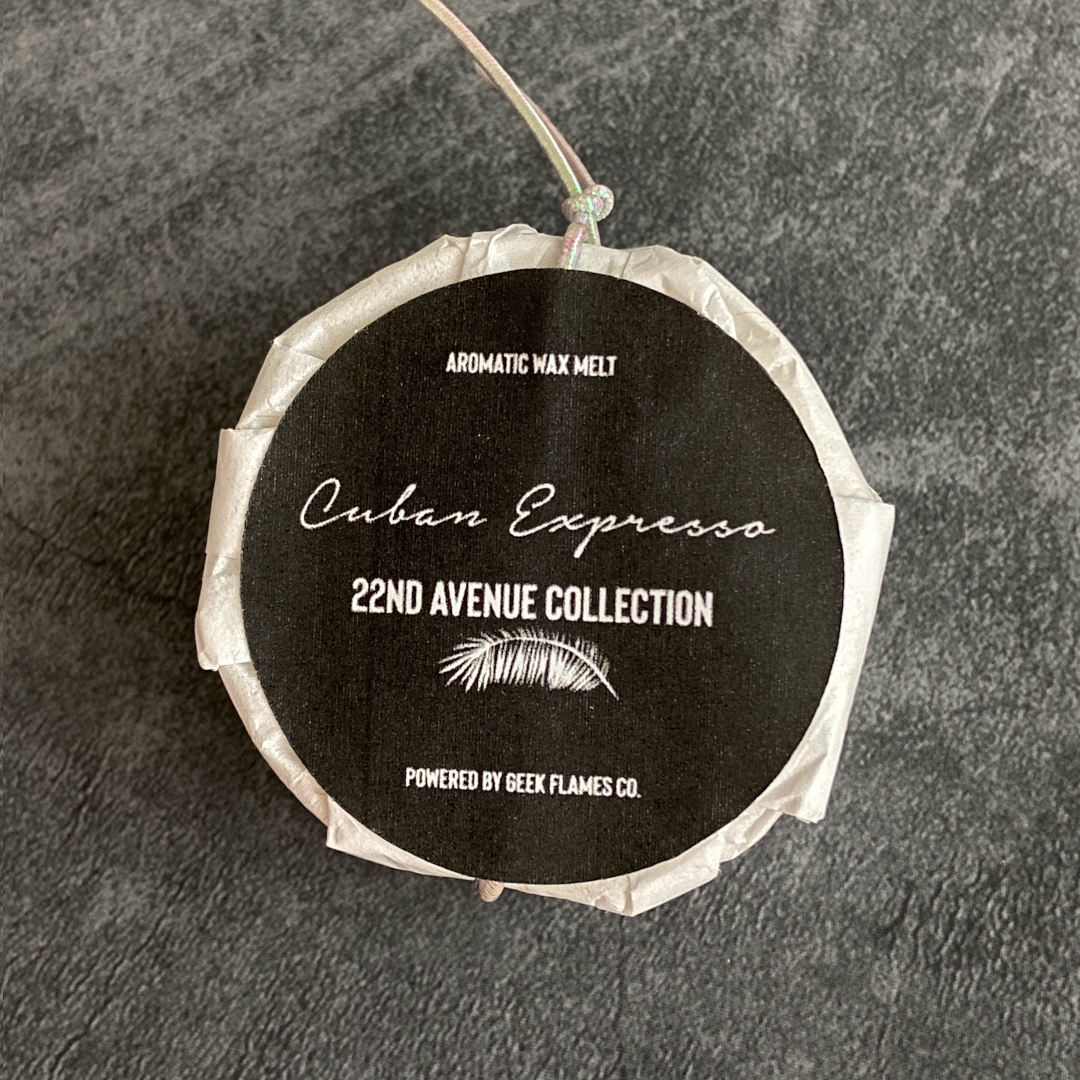 AROMATIC WAX MELT
Cuban Expresso
22ND AVENUE COLLECTION
POWERED BY GEEK FLAMES CO.